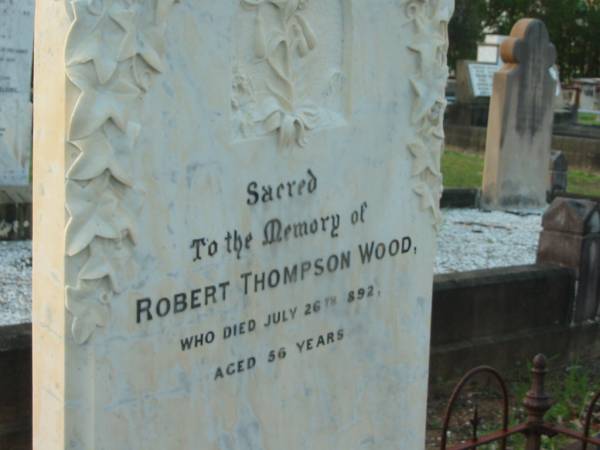 Sacred
To the Memory of
ROBERT THOMPSON WOOD,
WHO DIED JULY 26TH 892,
AGED 56 YEARS